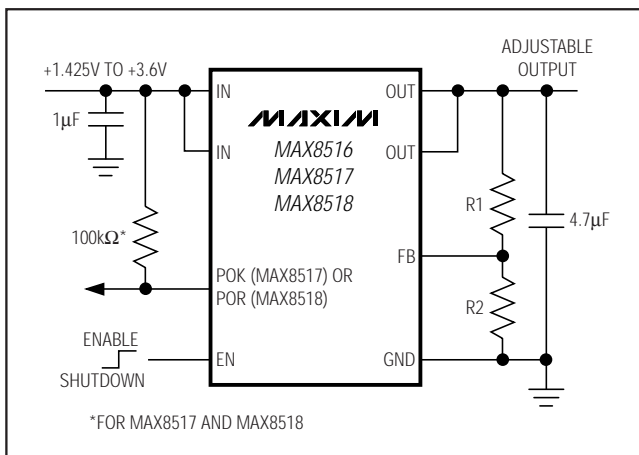 +1.425V TO +3.6V
ADJUSTABLE
OUTPUT
1μF
IN
OUT
MAXIM
IN
OUT
MAX8516
MAX8517
MAX8518
R1
4.7μF
100kΩ*
FB
POK (MAX8517) OR
POR (MAX8518)
R2
ENABLE
SHUTDOWN
EN
GND
*FOR MAX8517 AND MAX8518